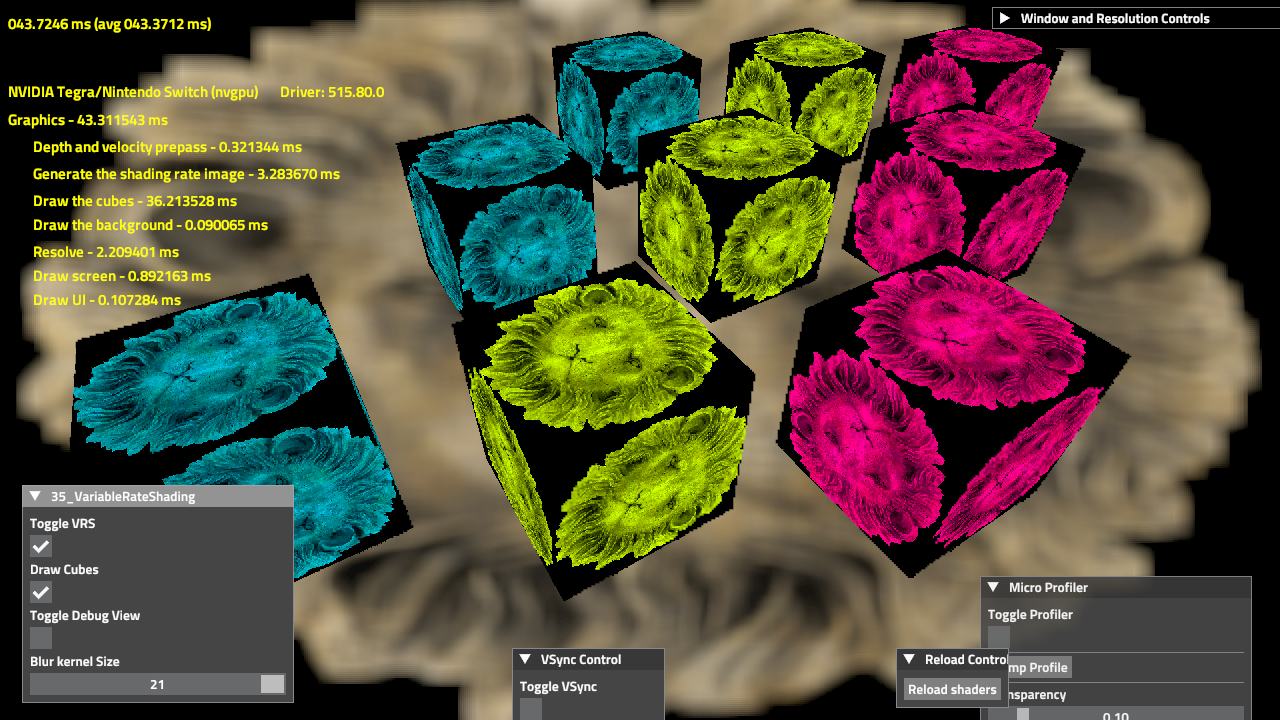 043.7246 ms (avg 043.3712 ms)
Window and Resolution Controls
NVIDIA Tegra/Nintendo Switch (nvgpu) Driver: 515.80.0
Graphics - 43.311543 ms
Depth and velocity prepass - 0.321344 ms
Generate the shading rate image - 3.283670 ms
Draw the cubes - 36.213528 ms
Draw the background - 0.090065 ms
Resolve - 2.209401 ms
Draw screen - 0.892163 ms
Draw UI - 0.107284 ms
35_VariableRateShading
Toggle VRS
Draw Cubes
Toggle Debug View
Blur kernel Size
21
VSync Control
Toggle VSync
Reload Control
Reload shaders
Micro Profiler
Toggle Profiler
mp Profile
nsparency
0.10